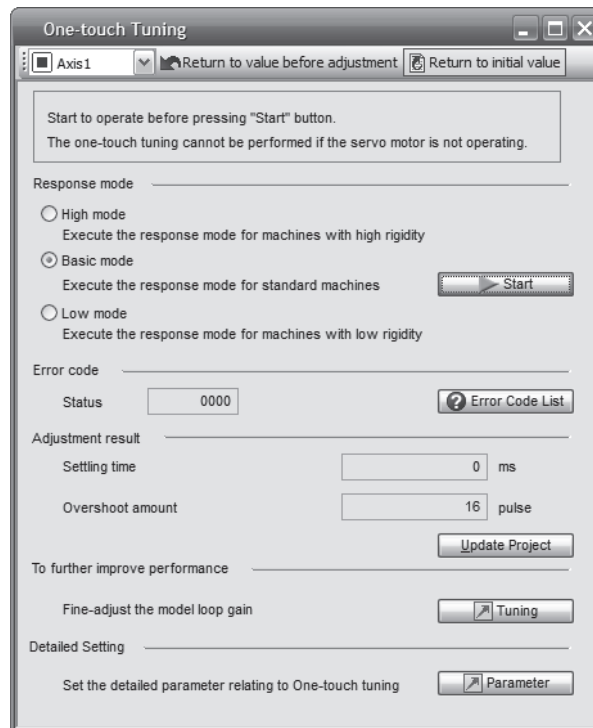 One-touch Tuning
Axis1 Return to value before adjustment Return to initial value
Start to operate before pressing "Start" button.
The one-touch tuning cannot be performed if the servo motor is not operating.
Response mode
High mode
Execute the response mode for machines with high rigidity
Basic mode
Execute the response mode for standard machines Start
Low mode
Execute the response mode for machines with low rigidity
Error code
Status 0000 Error Code List
Adjustment result
Settling time 0 ms
Overshoot amount 16 pulse
Update Project
To further improve performance
Fine-adjust the model loop gain Tuning
Detailed Setting
Set the detailed parameter relating to One-touch tuning Parameter